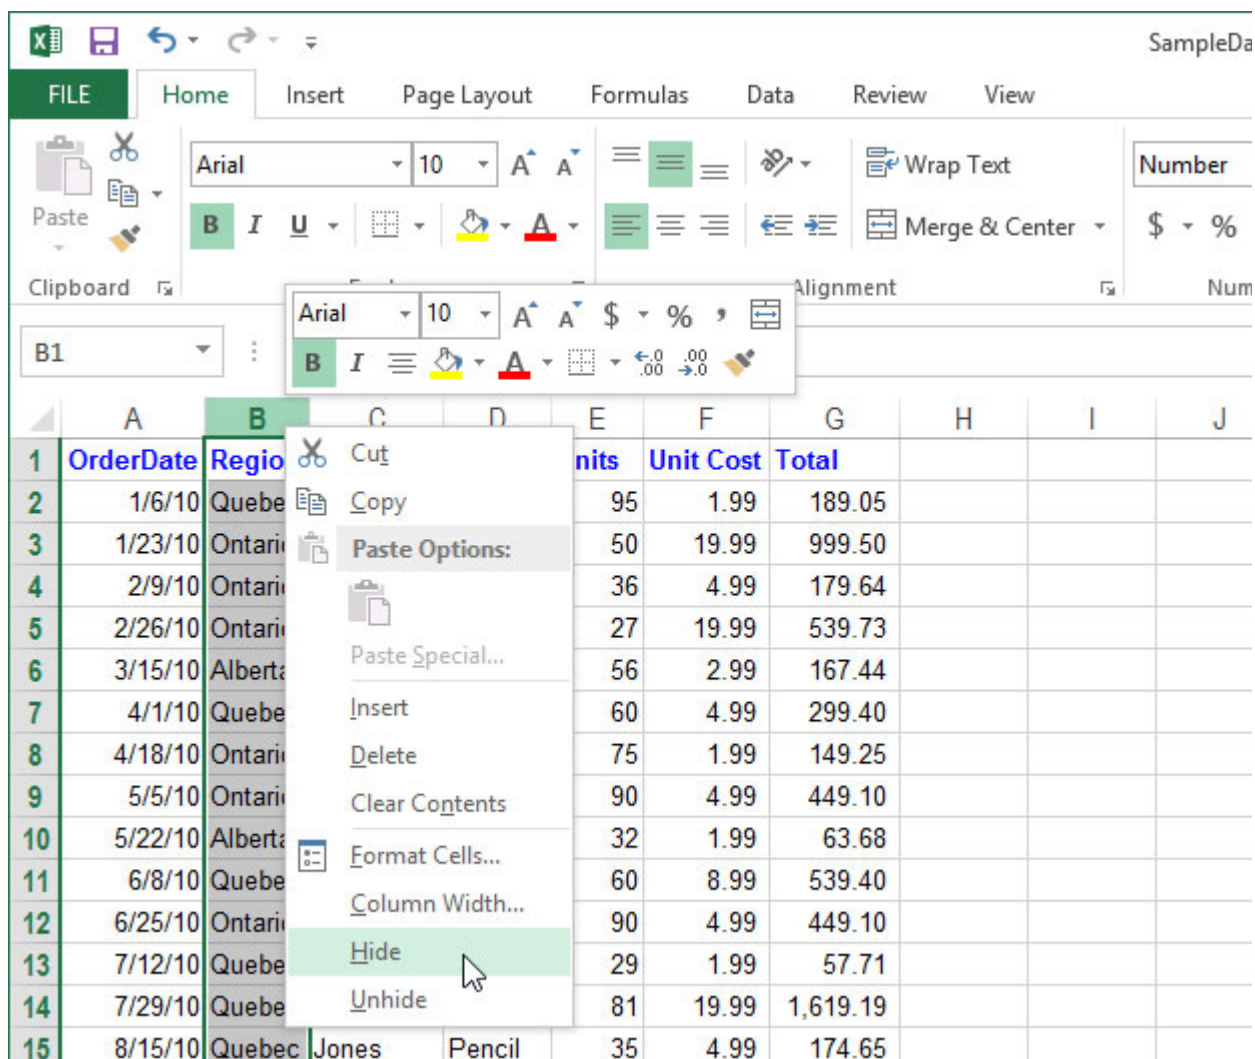 SampleDa
FILE Home Insert Page Layout Formulas Data Review View
Arial 10 A A Wrap Text Number
Paste B I U A Merge & Center $ %
Clipboard Alignment Num
Arial 10 A A $ % ,
B1
B I A .0 .00 .00 .0
A B C D E F G H I J
1 OrderDate Regio nits Unit Cost Total
2 1/6/10 Quebe 95 1.99 189.05
3 1/23/10 Ontari 50 19.99 999.50
4 2/9/10 Ontari 36 4.99 179.64
5 2/26/10 Ontari 27 19.99 539.73
6 3/15/10 Alberta 56 2.99 167.44
7 4/1/10 Quebe 60 4.99 299.40
8 4/18/10 Ontari 75 1.99 149.25
9 5/5/10 Ontari 90 4.99 449.10
10 5/22/10 Alberta 32 1.99 63.68
11 6/8/10 Quebe 60 8.99 539.40
12 6/25/10 Ontari 90 4.99 449.10
13 7/12/10 Quebe 29 1.99 57.71
14 7/29/10 Quebe 81 19.99 1,619.19
15 8/15/10 Quebec Jones Pencil 35 4.99 174.65
Cut
Copy
Paste Options:
Paste Special...
Insert
Delete
Clear Contents
Format Cells...
Column Width...
Hide
Unhide